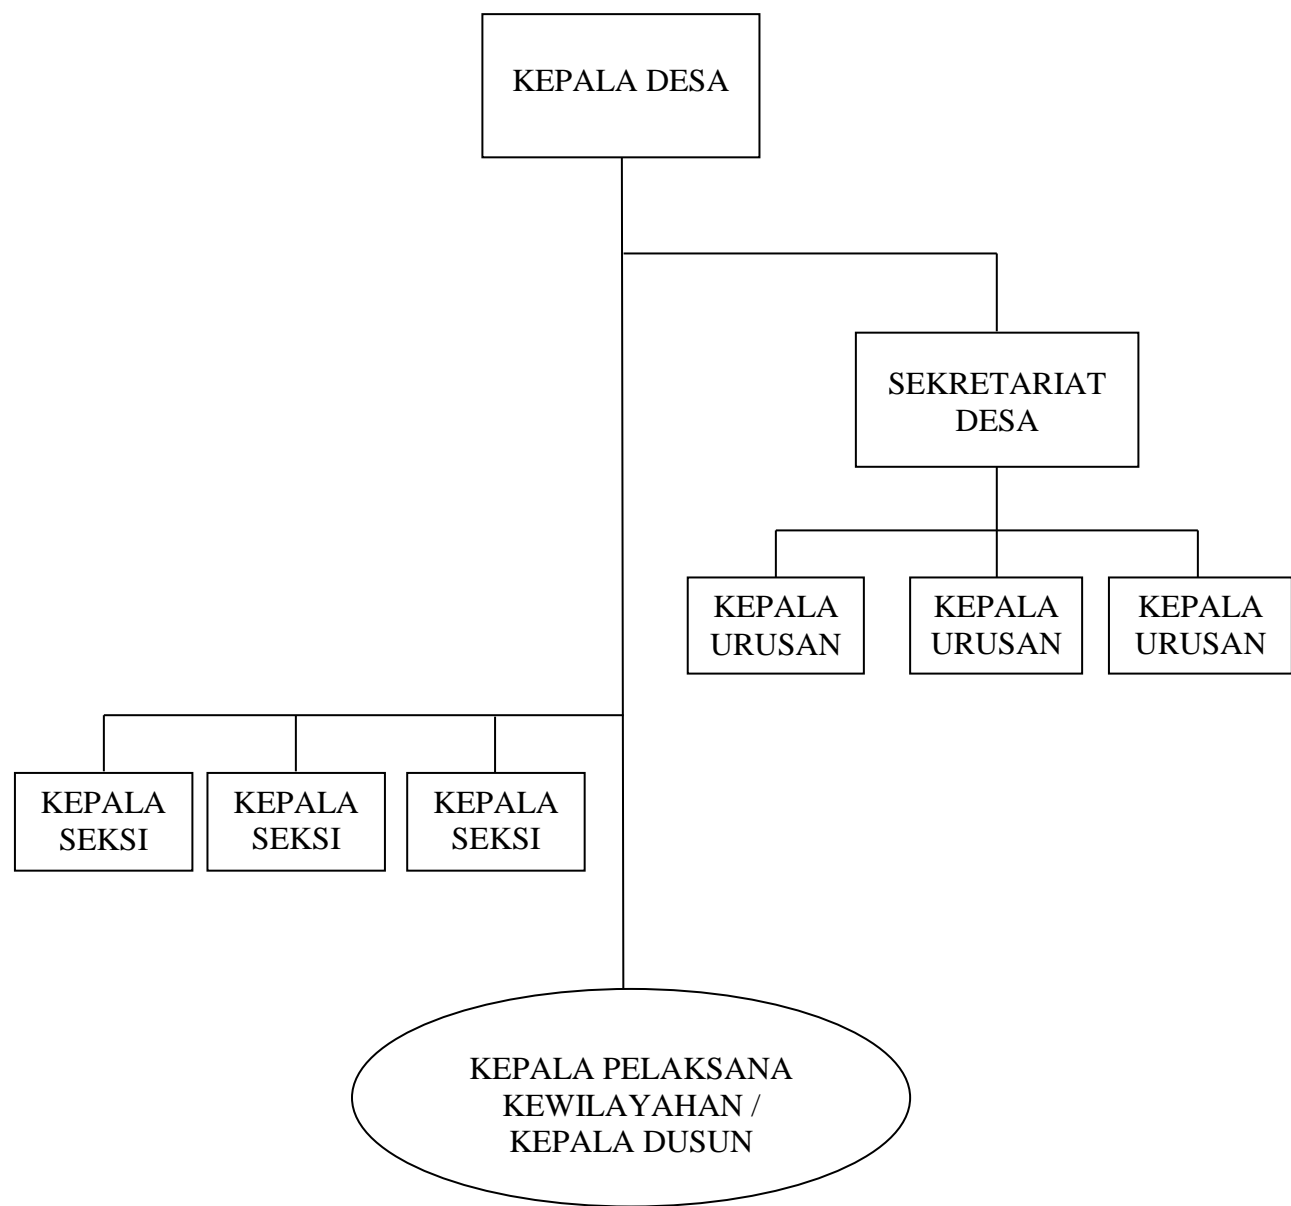 KEPALA DESA
SEKRETARIAT
DESA
KEPALA
URUSAN
KEPALA
URUSAN
KEPALA
URUSAN
KEPALA
SEKSI
KEPALA
SEKSI
KEPALA
SEKSI
KEPALA PELAKSANA
KEWILAYAHAN /
KEPALA DUSUN